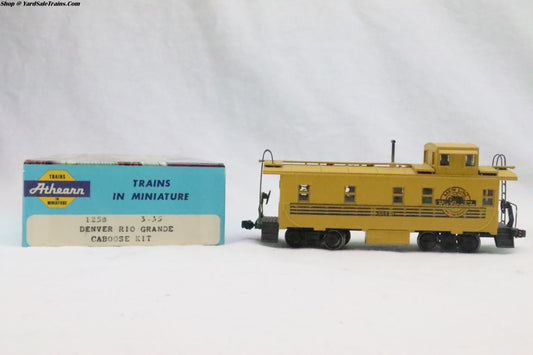 Shop @ YardSaleTrains.Com
TRAINS
Athearn
IN
MINIATURE
TRAINS
IN MINIATURE
1258 3.35
DENVER RIO GRANDE
CABOOSE KIT